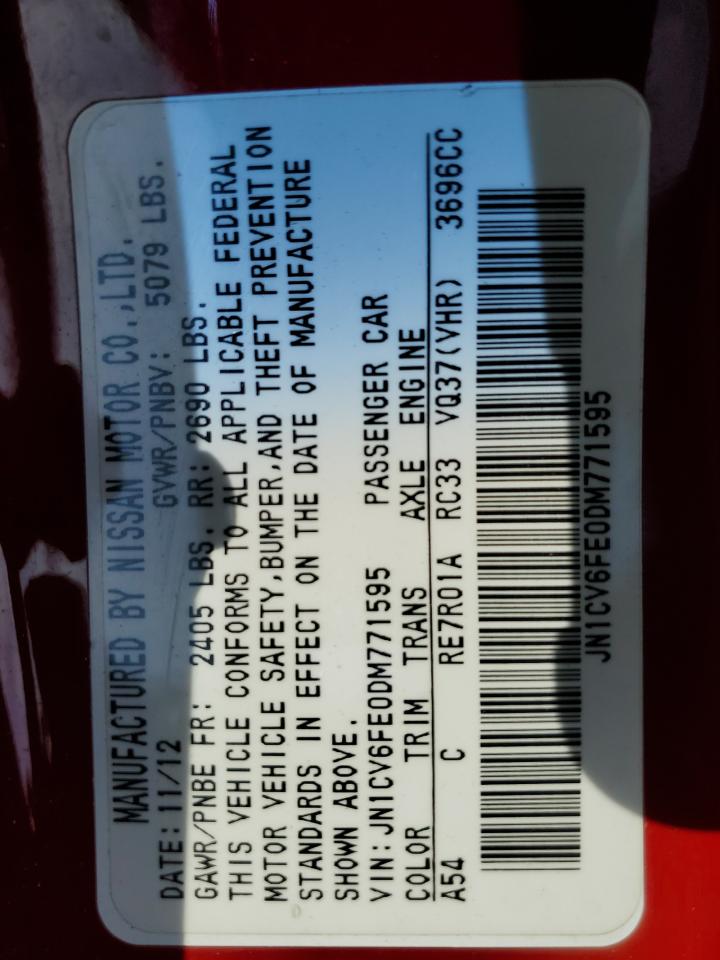 MANUFACTURED BY NISSAN MOTOR CO.,LTD.
DATE: 11/12 GVWR/PNBV: 5079 LBS.
GAWR/PNBE FR: 2405 LBS. RR: 2690 LBS.
THIS VEHICLE CONFORMS TO ALL APPLICABLE FEDERAL
MOTOR VEHICLE SAFETY,BUMPER,AND THEFT PREVENTION
STANDARDS IN EFFECT ON THE DATE OF MANUFACTURE
SHOWN ABOVE.
VIN:JN1CV6FE0DM771595 PASSENGER CAR
COLOR TRIM TRANS AXLE ENGINE
A54 C RE7R01A RC33 VQ37(VHR) 3696CC
JN1CV6FE0DM771595